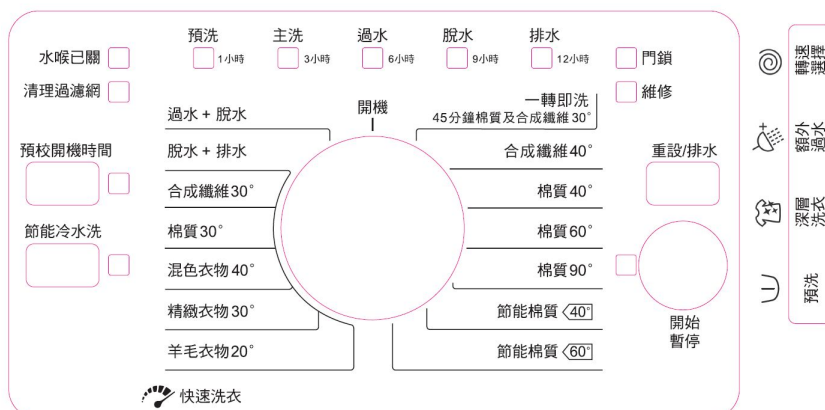 預洗 主洗 過水 脫水 排水
1小時 3小時 6小時 9小時 12小時
水喉已關
清理過濾網
門鎖
維修
預校開機時間
節能冷水洗
開機
過水 + 脫水
脫水 + 排水
合成纖維30°
棉質30°
混色衣物40°
精緻衣物30°
羊毛衣物20°
快速洗衣
一轉即洗
45分鐘棉質及合成纖維30°
合成纖維40°
棉質40°
棉質60°
棉質90°
節能棉質 40°
節能棉質 60°
重設/排水
開始
暫停
轉速
選擇
額外
過水
深層
洗衣
預洗